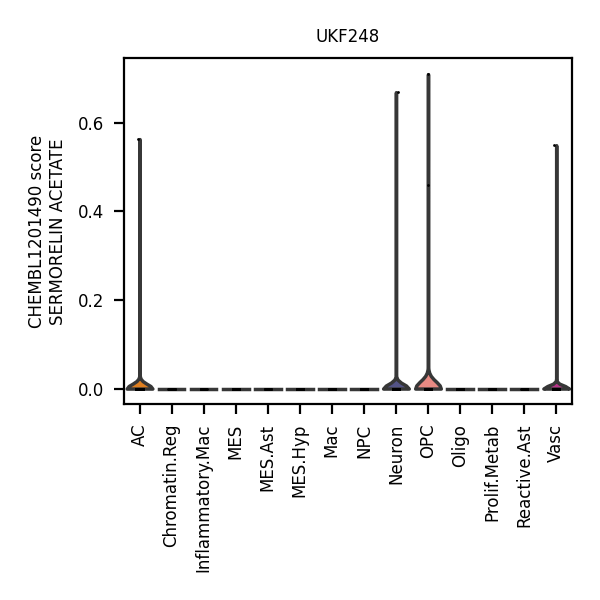 UKF248
CHEMBL1201490 score
SERMORELIN ACETATE
0.6
0.4
0.2
0.0
AC
Chromatin.Reg
Inflammatory.Mac
MES
MES.Ast
MES.Hyp
Mac
NPC
Neuron
OPC
Oligo
Prolif.Metab
Reactive.Ast
Vasc